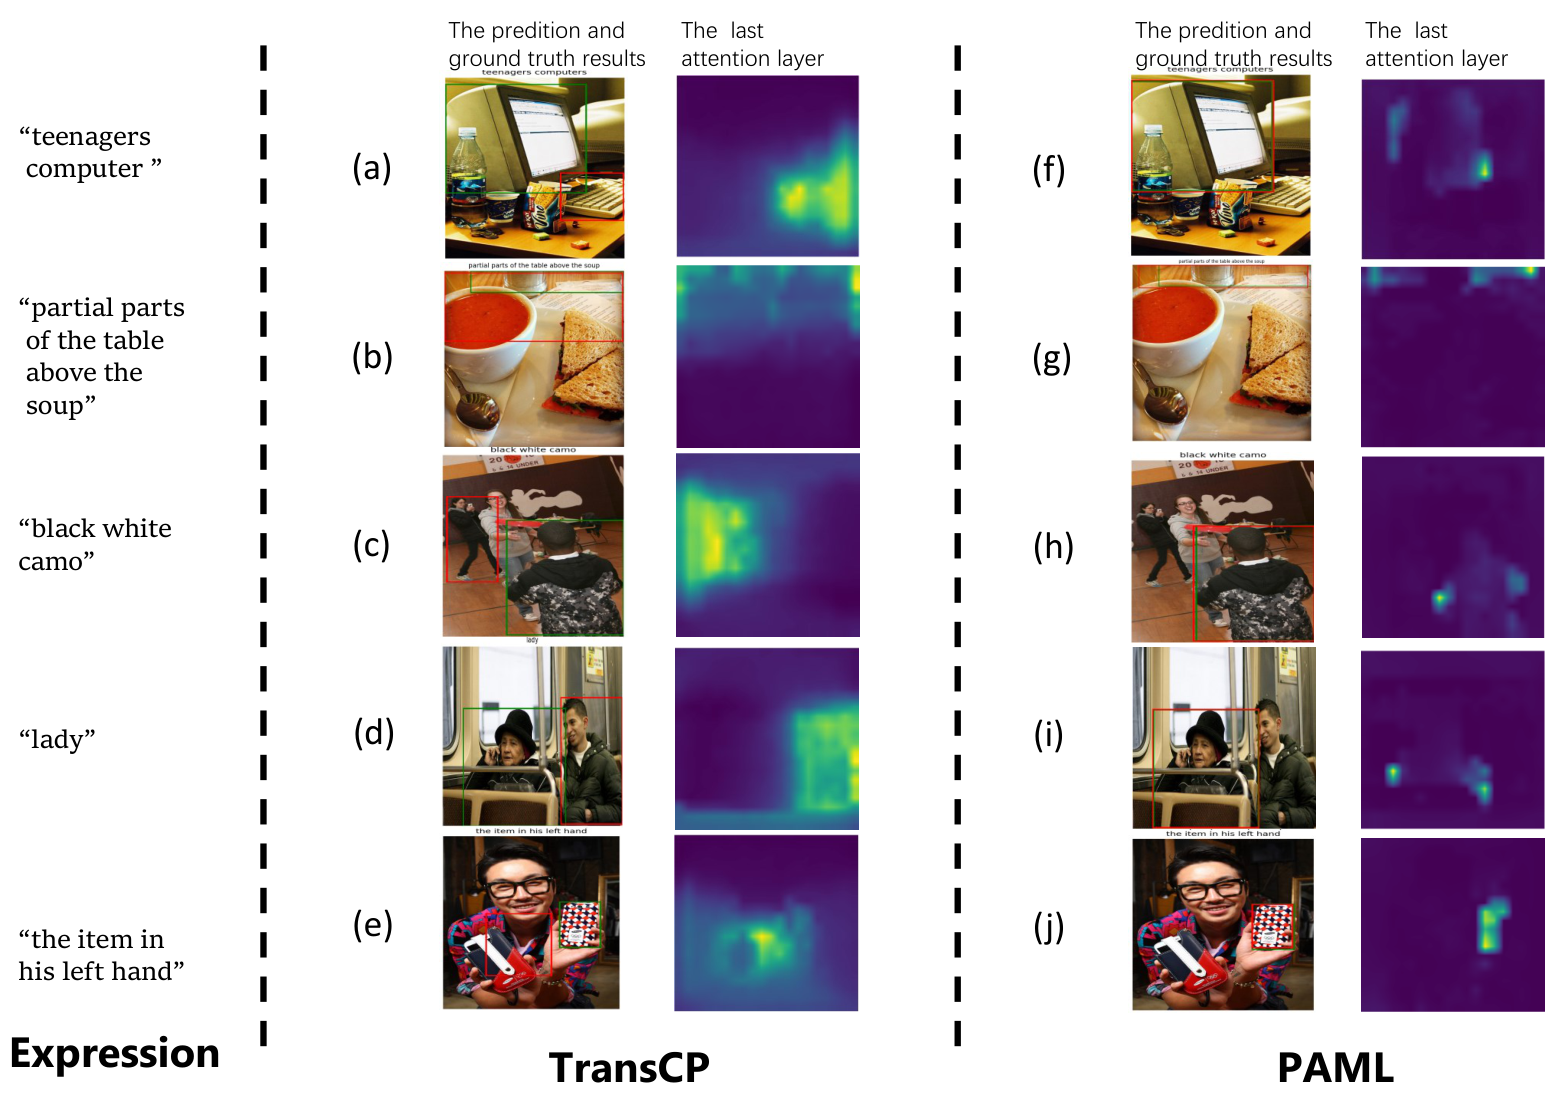 The predition and
ground truth results
The last
attention layer
The predition and
ground truth results
The last
attention layer
teenagers computers
teenagers computers
“teenagers
computer ”
(a)
(f)
partial parts of the table above the soup
partial parts of the table above the soup
“partial parts
of the table
above the
soup”
(b)
(g)
black white camo
black white camo
20
5 & 14 UNDER
20
“black white
camo”
(c)
(h)
lady
“lady”
(d)
(i)
the item in his left hand
the item in his left hand
“the item in
his left hand”
(e)
(j)
Expression
TransCP
PAML